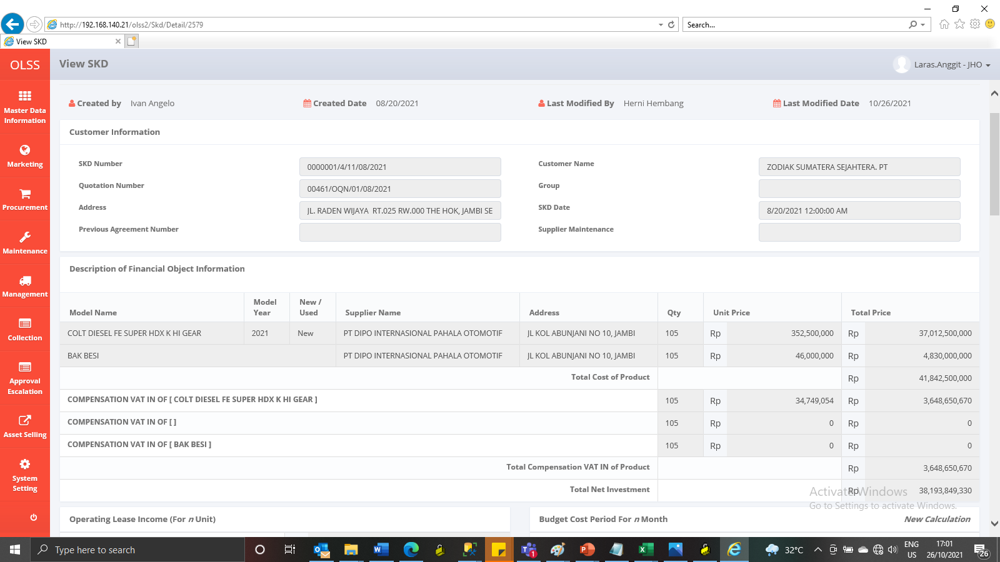 http://192.168.140.21/olss2/Skd/Detail/2579
Search...
View SKD
OLSS
View SKD
Laras.Anggit - JHO
Master Data Information
Marketing
Procurement
Maintenance
Management
Collection
Approval Escalation
Asset Selling
System Setting
Created by Ivan Angelo Created Date 08/20/2021 Last Modified By Herni Hembang Last Modified Date 10/26/2021
Customer Information
SKD Number 0000001/4/11/08/2021 Customer Name ZODIAK SUMATERA SEJAHTERA. PT
Quotation Number 00461/OQN/01/08/2021 Group
Address JL. RADEN WIJAYA RT.025 RW.000 THE HOK, JAMBI SE SKD Date 8/20/2021 12:00:00 AM
Previous Agreement Number Supplier Maintenance
Description of Financial Object Information
Model Name Model Year New / Used Supplier Name Address Qty Unit Price Total Price
COLT DIESEL FE SUPER HDX K HI GEAR 2021 New PT DIPO INTERNASIONAL PAHALA OTOMOTIF JL KOL ABUNJANI NO 10, JAMBI 105 Rp 352,500,000 Rp 37,012,500,000
BAK BESI PT DIPO INTERNASIONAL PAHALA OTOMOTIF JL KOL ABUNJANI NO 10, JAMBI 105 Rp 46,000,000 Rp 4,830,000,000
Total Cost of Product Rp 41,842,500,000
COMPENSATION VAT IN OF [ COLT DIESEL FE SUPER HDX K HI GEAR ] 105 Rp 34,749,054 Rp 3,648,650,670
COMPENSATION VAT IN OF [ ] 105 Rp 0 Rp 0
COMPENSATION VAT IN OF [ BAK BESI ] 105 Rp 0 Rp 0
Total Compensation VAT IN of Product Rp 3,648,650,670
Total Net Investment Rp 38,193,849,330
Activate Windows
Go to Settings to activate Windows.
Operating Lease Income (For n Unit) Budget Cost Period For n Month New Calculation
Type here to search
1
32°C
ENG
US
17:01
26/10/2021
26